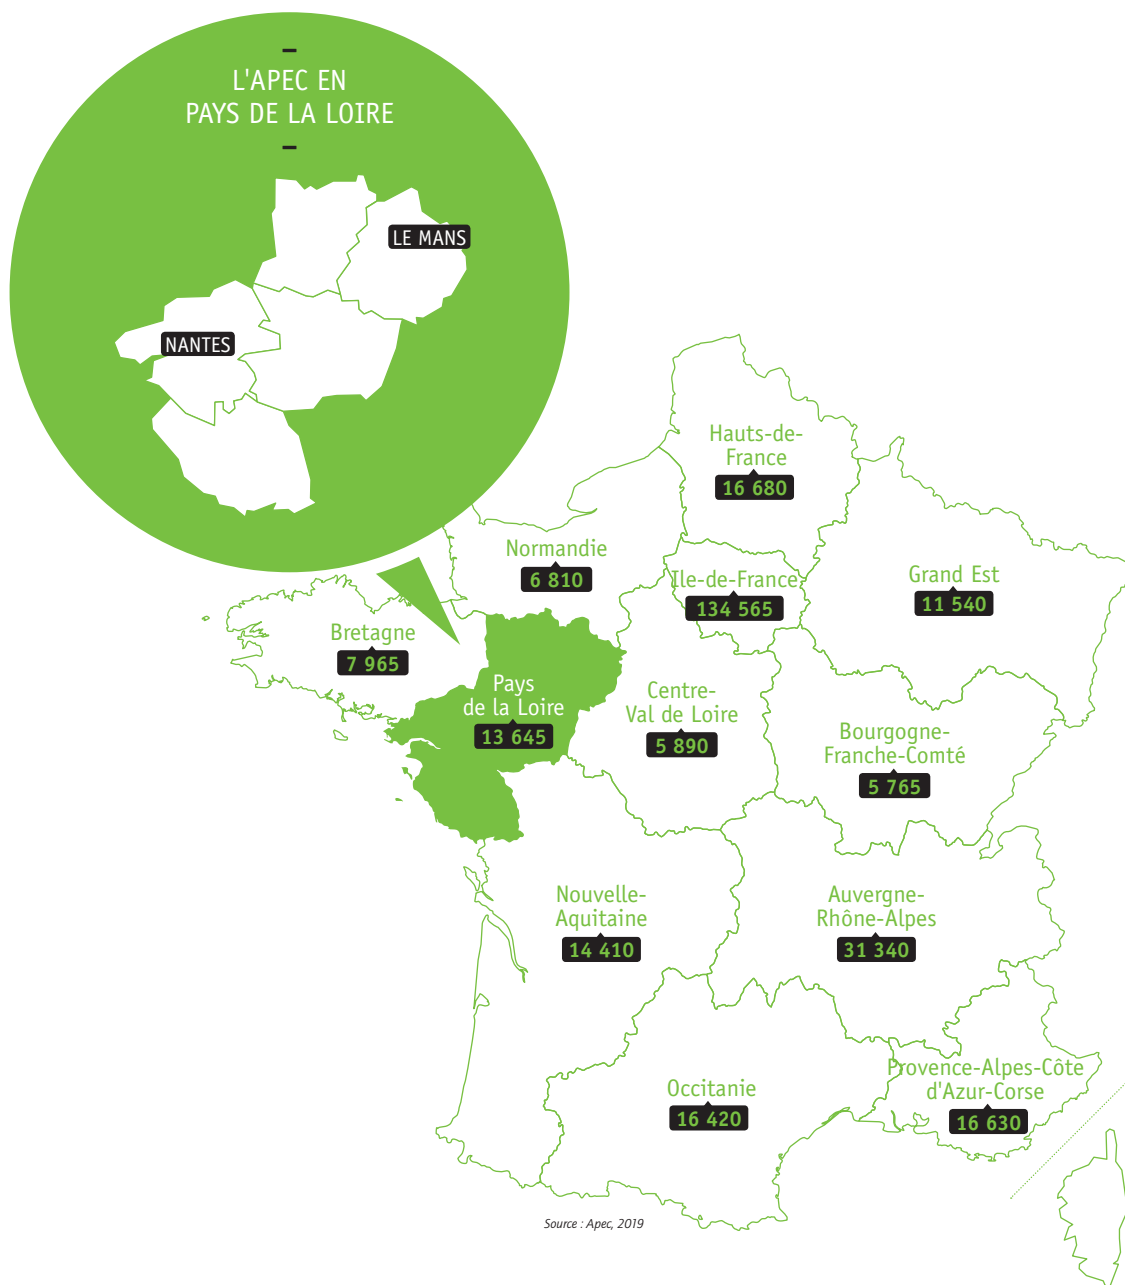 L'APEC EN
PAYS DE LA LOIRE
LE MANS
NANTES
Hauts-de-
France
16 680
Normandie
6 810
Ile-de-France
134 565
Grand Est
11 540
Bretagne
7 965
Pays
de la Loire
13 645
Centre-
Val de Loire
5 890
Bourgogne-
Franche-Comté
5 765
Nouvelle-
Aquitaine
14 410
Auvergne-
Rhône-Alpes
31 340
Occitanie
16 420
Provence-Alpes-Côte
d'Azur-Corse
16 630
Source : Apec, 2019